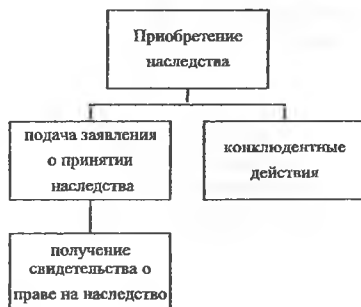 Приобретение
наследства
подача заявления
о принятии
наследства
конклюдентные
действия
получение
свидетельства о
праве на наследство